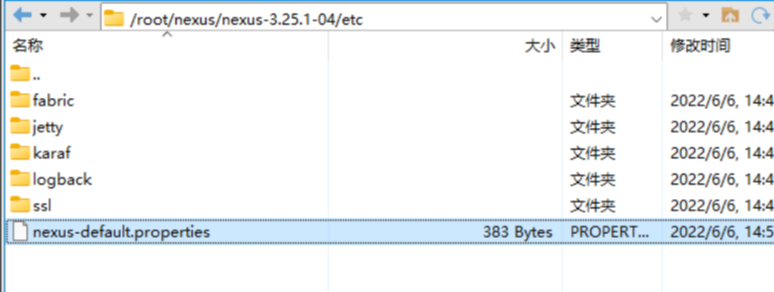 /root/nexus/nexus-3.25.1-04/etc
名称 大小 类型 修改时间
..
fabric 文件夹 2022/6/6, 14:4
jetty 文件夹 2022/6/6, 14:4
karaf 文件夹 2022/6/6, 14:4
logback 文件夹 2022/6/6, 14:4
ssl 文件夹 2022/6/6, 14:4
nexus-default.properties 383 Bytes PROPERT... 2022/6/6, 14:5